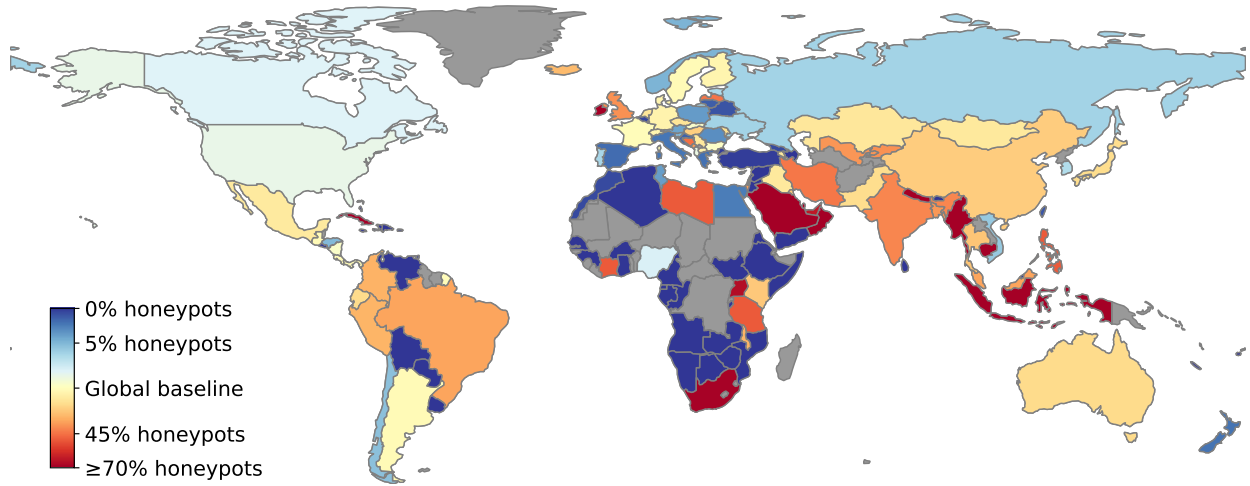 0% honeypots
5% honeypots
Global baseline
45% honeypots
≥70% honeypots